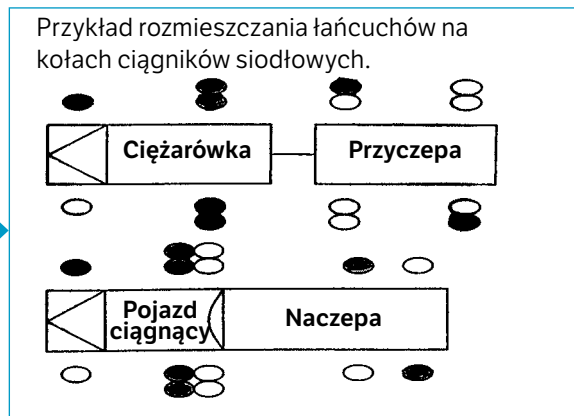 Przykład rozmieszczania łańcuchów na
kołach ciągników siodłowych.
Ciężarówka
Przyczepa
Pojazd
ciągnący
Naczepa